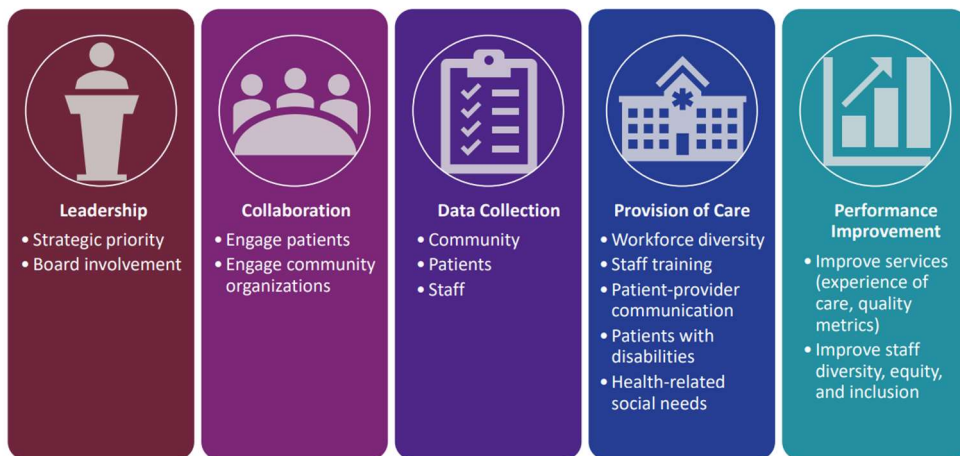 Leadership
• Strategic priority
• Board involvement
Collaboration
• Engage patients
• Engage community
organizations
Data Collection
• Community
• Patients
• Staff
Provision of Care
• Workforce diversity
• Staff training
• Patient-provider
communication
• Patients with
disabilities
• Health-related
social needs
Performance
Improvement
• Improve services
(experience of
care, quality
metrics)
• Improve staff
diversity, equity,
and inclusion